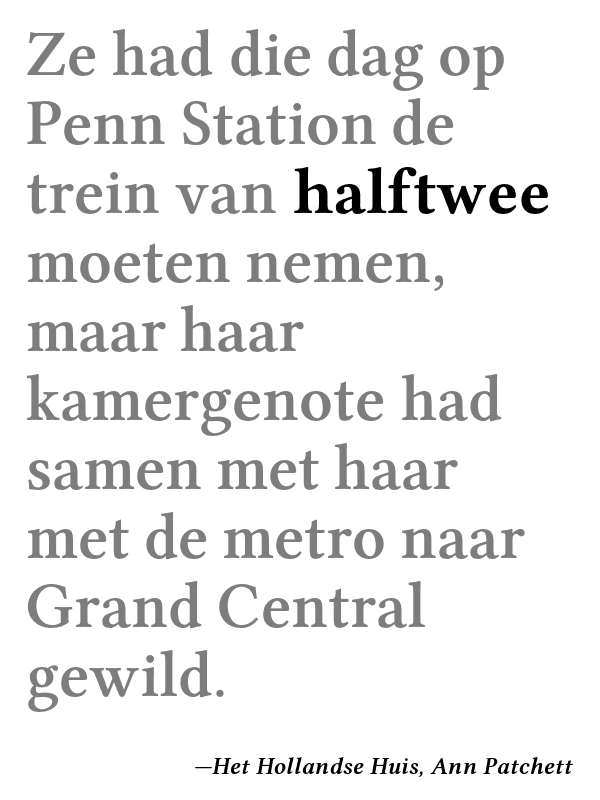 Ze had die dag op
Penn Station de
trein van halftwee
moeten nemen,
maar haar
kamergenote had
samen met haar
met de metro naar
Grand Central
gewild.
—Het Hollandse Huis, Ann Patchett